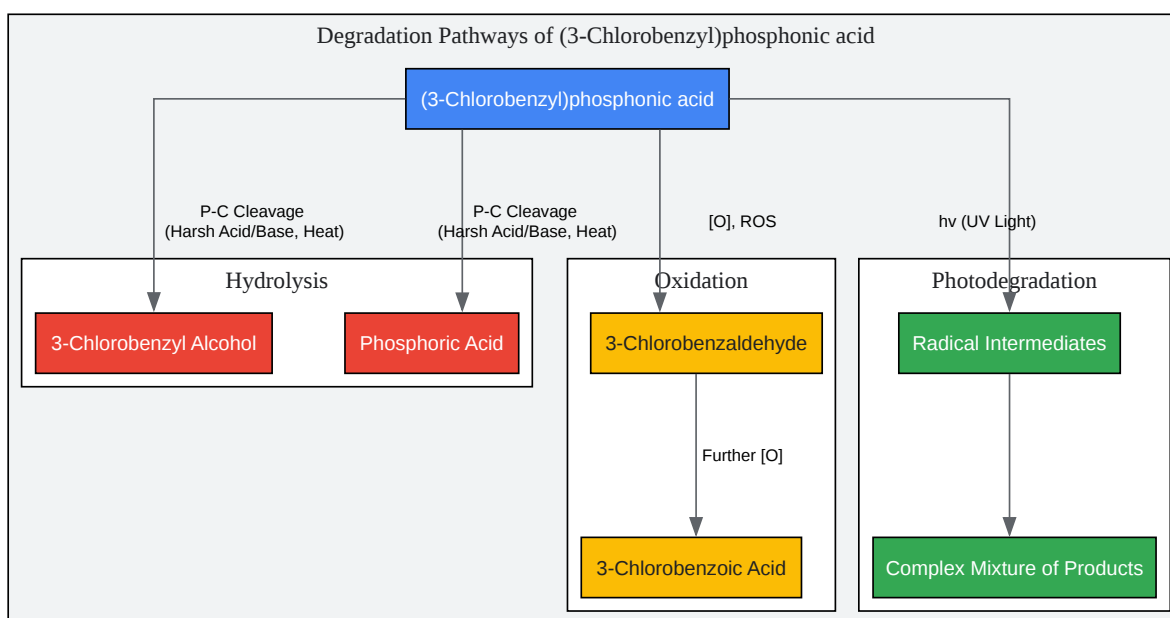 Degradation Pathways of (3-Chlorobenzyl)phosphonic acid
(3-Chlorobenzyl)phosphonic acid
P-C Cleavage
(Harsh Acid/Base, Heat)
P-C Cleavage
(Harsh Acid/Base, Heat)
[O], ROS
hv (UV Light)
Hydrolysis
Oxidation
Photodegradation
3-Chlorobenzyl Alcohol
Phosphoric Acid
3-Chlorobenzaldehyde
Radical Intermediates
Further [O]
3-Chlorobenzoic Acid
Complex Mixture of Products